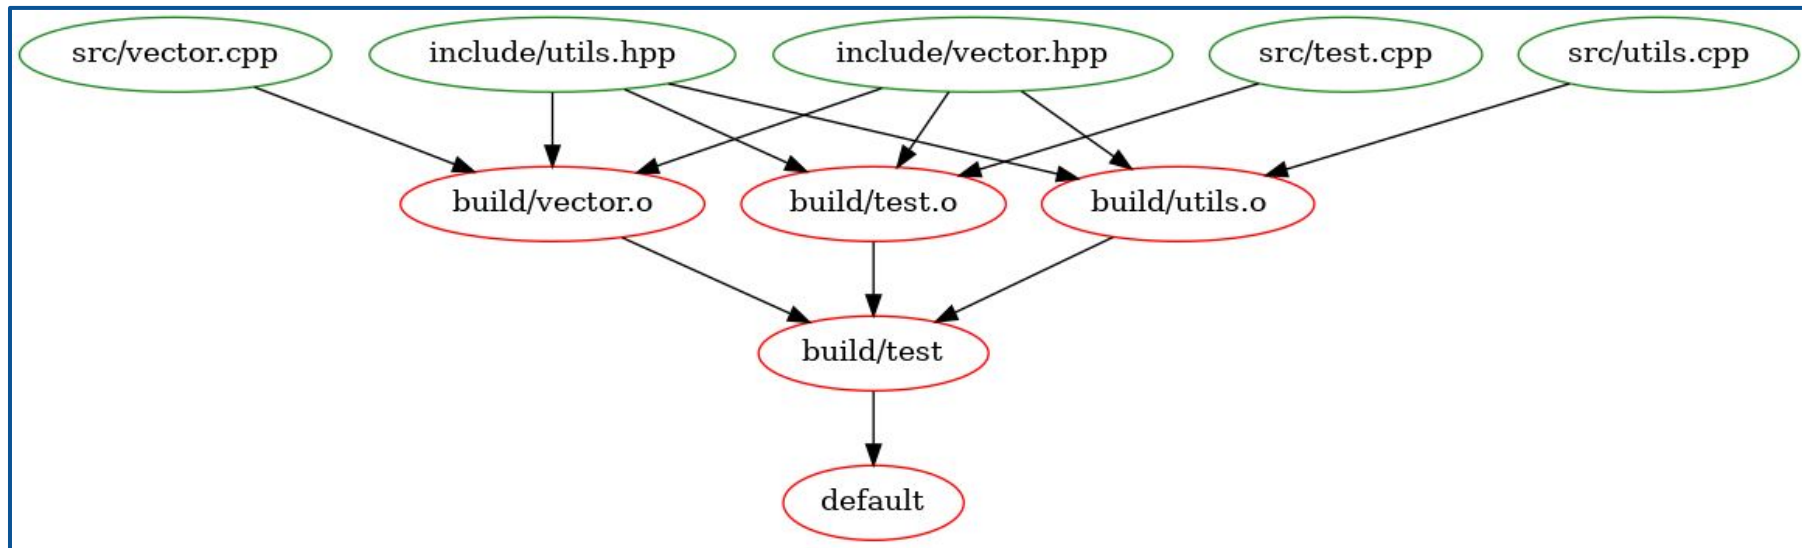 src/vector.cpp
include/utils.hpp
include/vector.hpp
src/test.cpp
src/utils.cpp
build/vector.o
build/test.o
build/utils.o
build/test
default